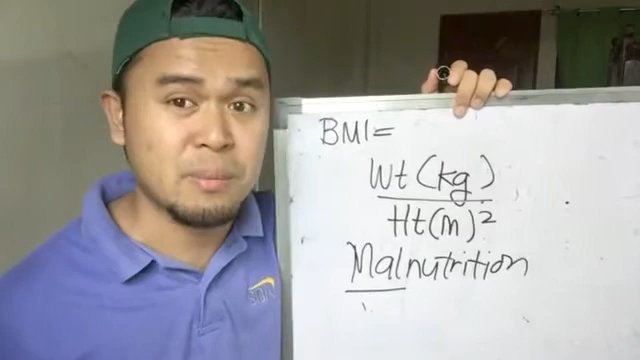 BMI=
Wt (kg)
Ht(m)²
Malnutrition